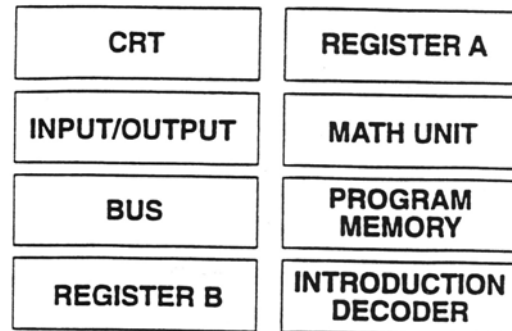 CRT
REGISTER A
INPUT/OUTPUT
MATH UNIT
BUS
PROGRAM
MEMORY
REGISTER B
INTRODUCTION
DECODER